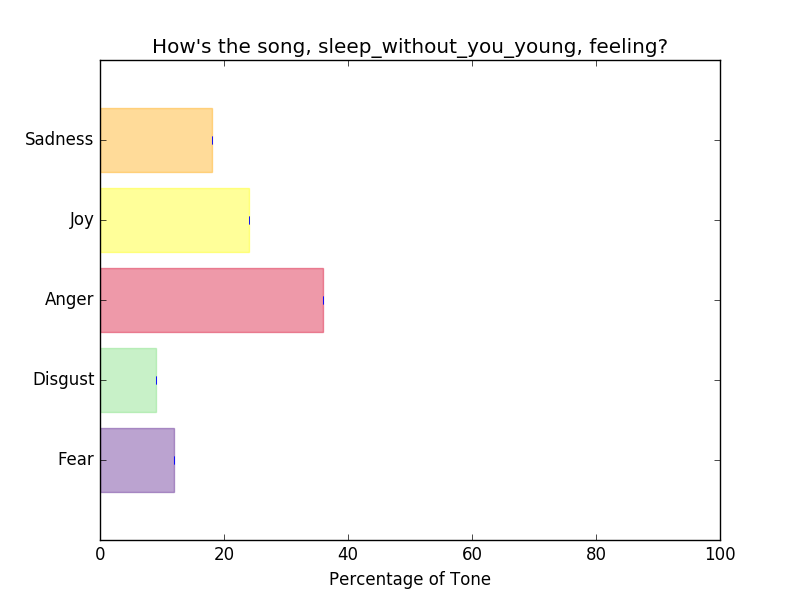 How's the song, sleep_without_you_young, feeling?
Sadness
Joy
Anger
Disgust
Fear
0 20 40 60 80 100
Percentage of Tone